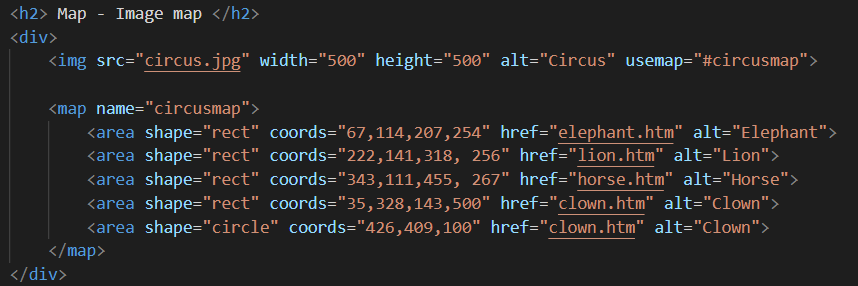 <h2> Map - Image map </h2>
<div>
    <img src="circus.jpg" width="500" height="500" alt="Circus" usemap="#circusmap">

    <map name="circusmap">
        <area shape="rect" coords="67,114,207,254" href="elephant.htm" alt="Elephant">
        <area shape="rect" coords="222,141,318, 256" href="lion.htm" alt="Lion">
        <area shape="rect" coords="343,111,455, 267" href="horse.htm" alt="Horse">
        <area shape="rect" coords="35,328,143,500" href="clown.htm" alt="Clown">
        <area shape="circle" coords="426,409,100" href="clown.htm" alt="Clown">
    </map>
</div>